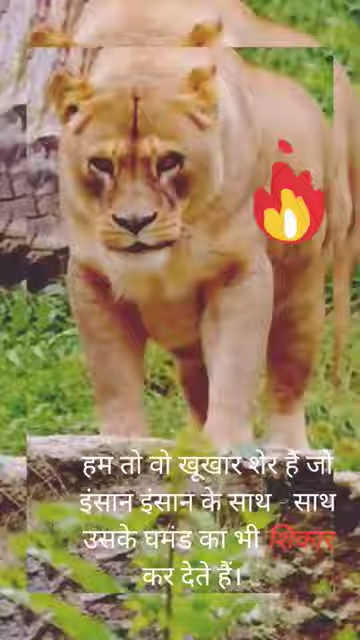 हम तो वो खूखार शेर हैं जो
इंसान इंसान के साथ - साथ
उसके घमंड का भी शिकार
कर देते हैं।